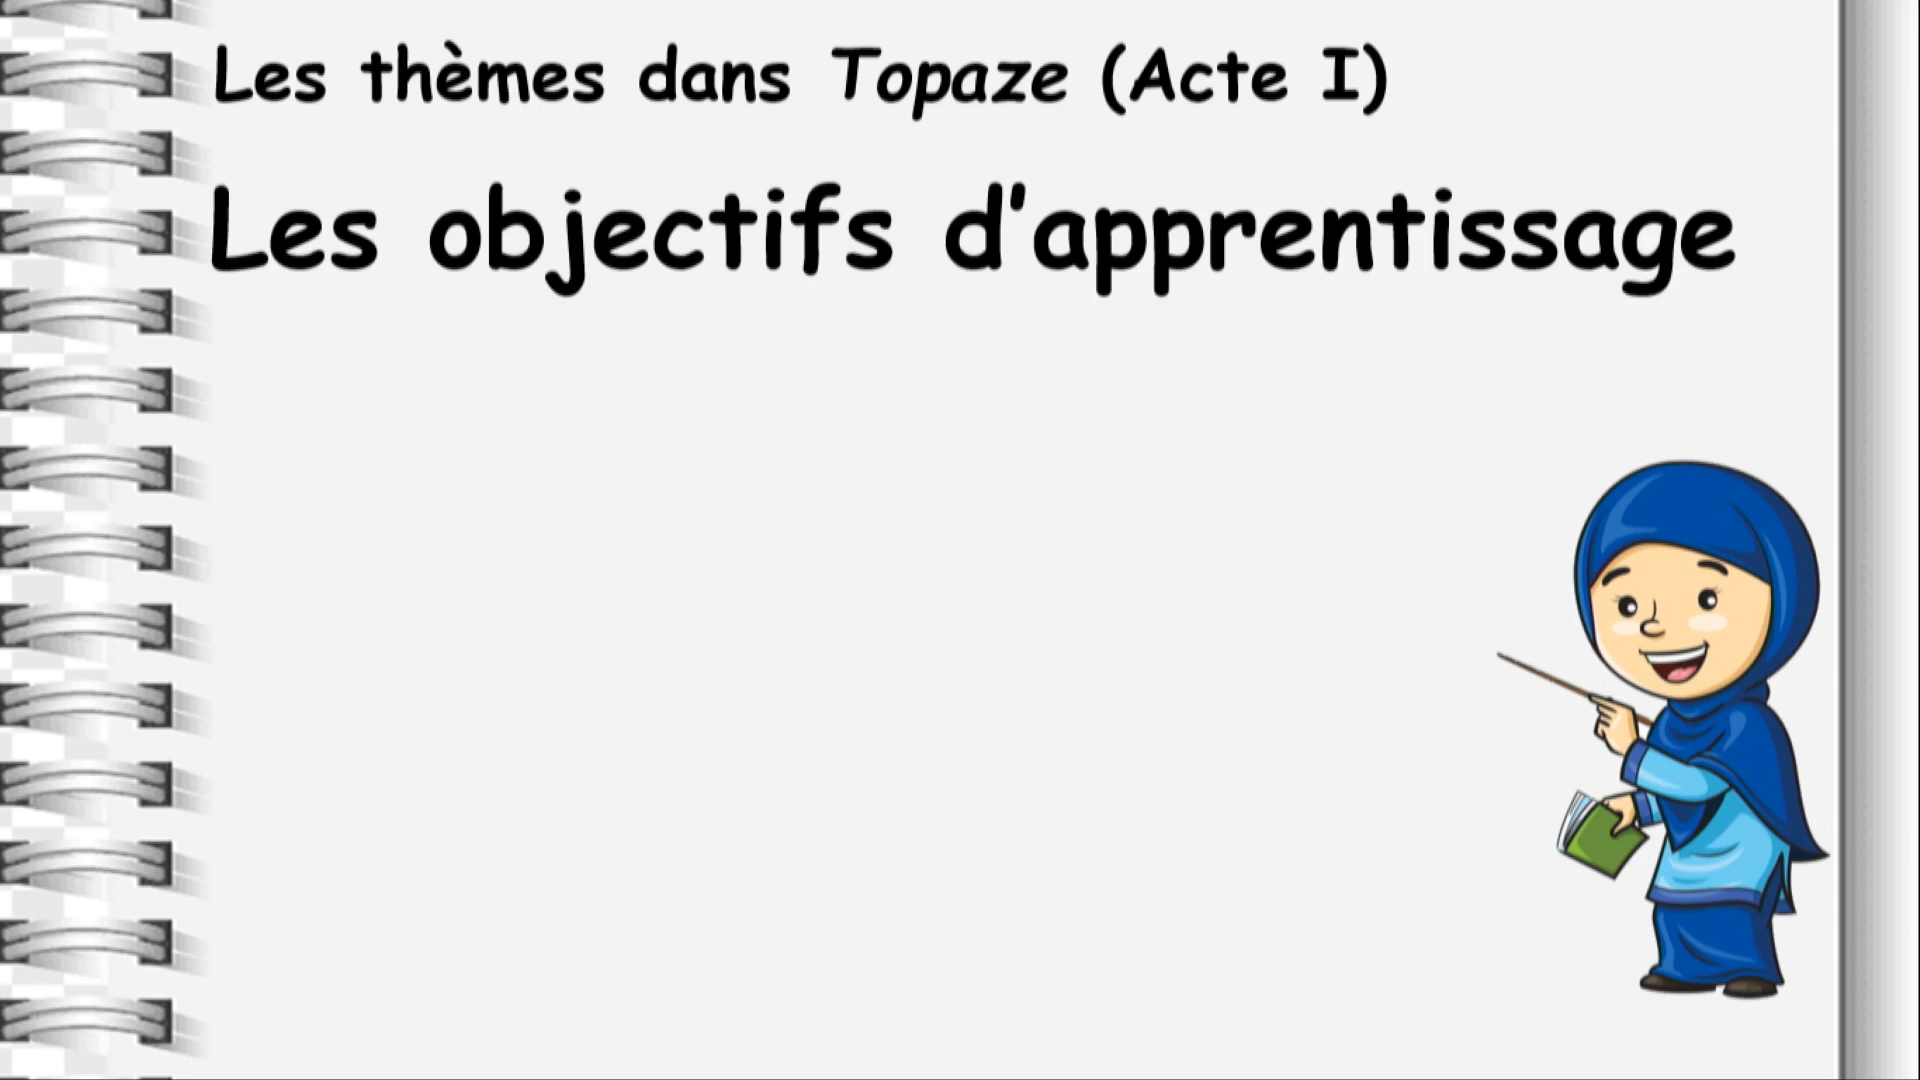 Les thèmes dans Topaze (Acte I)
Les objectifs d'apprentissage